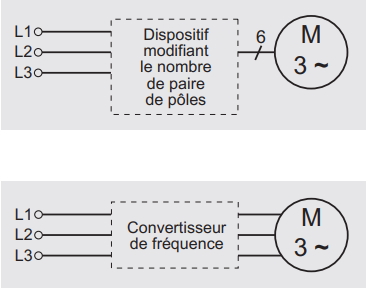 L1
L2
L3
Dispositif
modifiant
le nombre
de paire
de pôles
6
M
3 ~
L1
L2
L3
Convertisseur
de fréquence
M
3 ~